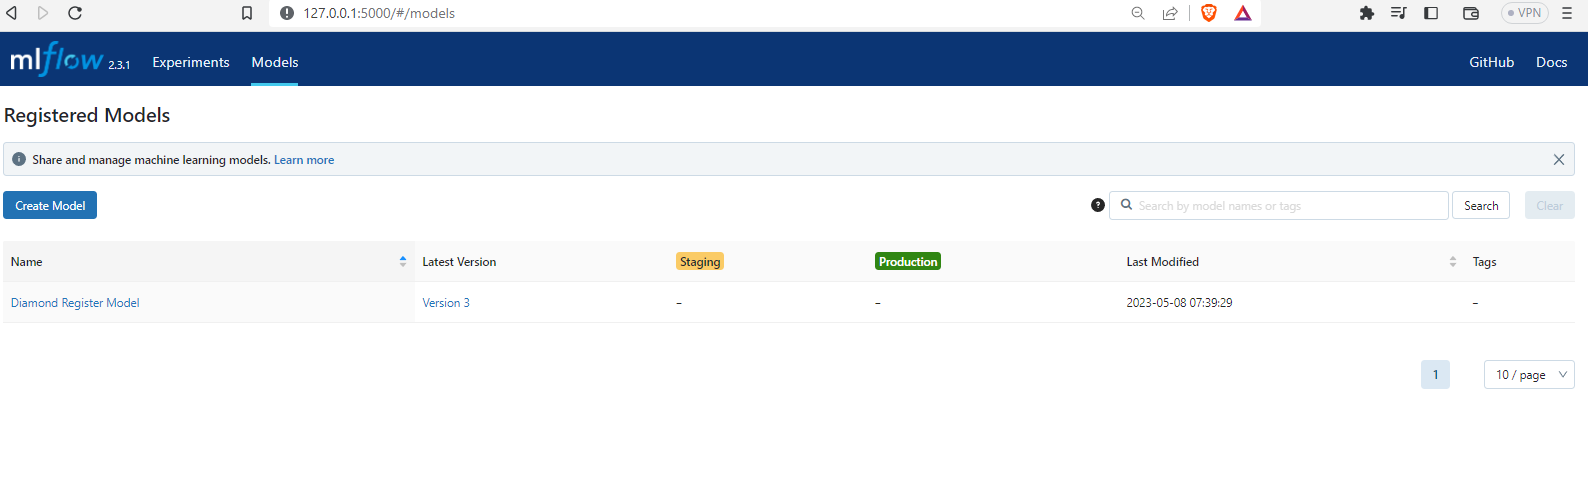 127.0.0.1:5000/#/models
VPN
mlflow 2.3.1 Experiments Models GitHub Docs
Registered Models
Share and manage machine learning models. Learn more
Create Model Search by model names or tags Search Clear
Name Latest Version Staging Production Last Modified Tags
Diamond Register Model Version 3 – – 2023-05-08 07:39:29 –
1 10 / page